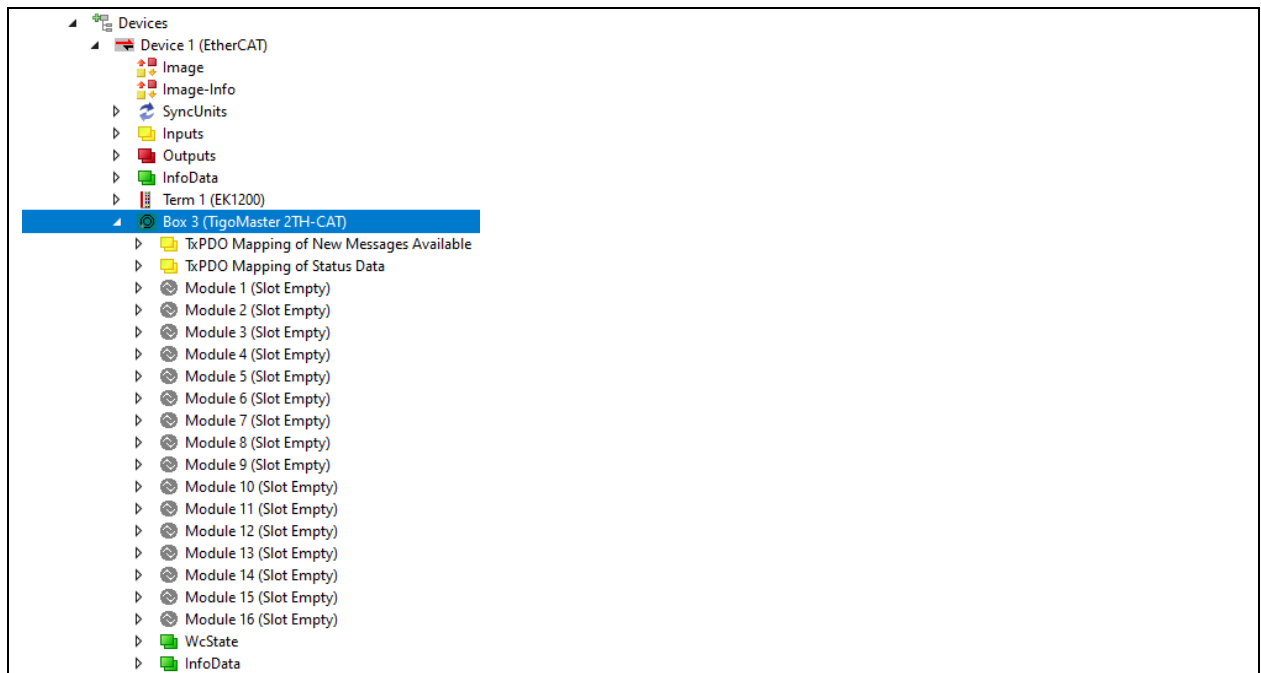 Devices
Device 1 (EtherCAT)
Image
Image-Info
SyncUnits
Inputs
Outputs
InfoData
Term 1 (EK1200)
Box 3 (TigoMaster 2TH-CAT)
TxPDO Mapping of New Messages Available
TxPDO Mapping of Status Data
Module 1 (Slot Empty)
Module 2 (Slot Empty)
Module 3 (Slot Empty)
Module 4 (Slot Empty)
Module 5 (Slot Empty)
Module 6 (Slot Empty)
Module 7 (Slot Empty)
Module 8 (Slot Empty)
Module 9 (Slot Empty)
Module 10 (Slot Empty)
Module 11 (Slot Empty)
Module 12 (Slot Empty)
Module 13 (Slot Empty)
Module 14 (Slot Empty)
Module 15 (Slot Empty)
Module 16 (Slot Empty)
WcState
InfoData